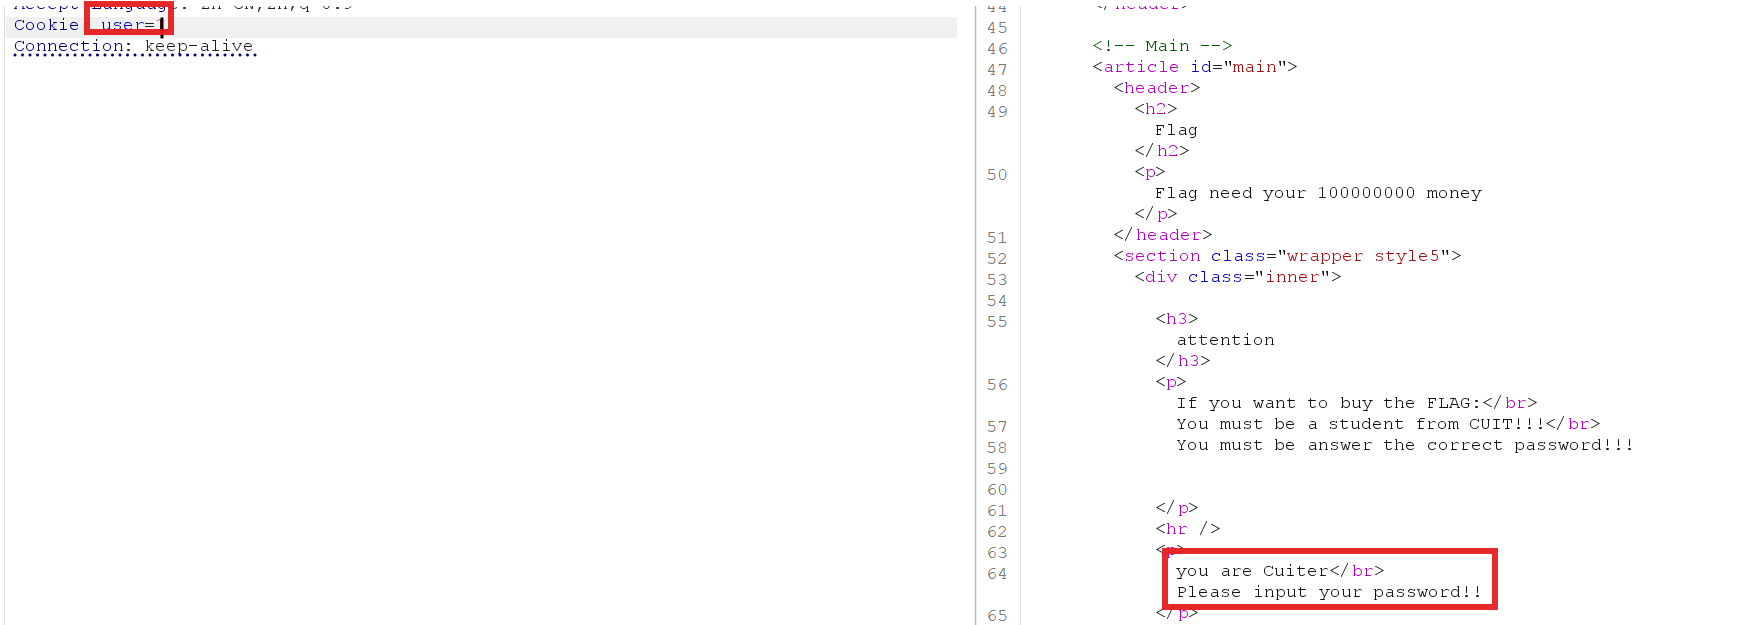 Accept-Language: zh-CN,zh;q=0.9
Cookie: user=1
Connection: keep-alive
44 </header>
45
46 <!-- Main -->
47 <article id="main">
48 <header>
49 <h2>
Flag
</h2>
50 <p>
Flag need your 100000000 money
</p>
51 </header>
52 <section class="wrapper style5">
53 <div class="inner">
54
55 <h3>
attention
</h3>
56 <p>
If you want to buy the FLAG:</br>
57 You must be a student from CUIT!!!</br>
58 You must be answer the correct password!!!
59
60
61 </p>
62 <hr />
63 <p>
64 you are Cuiter</br>
Please input your password!!
65 </p>